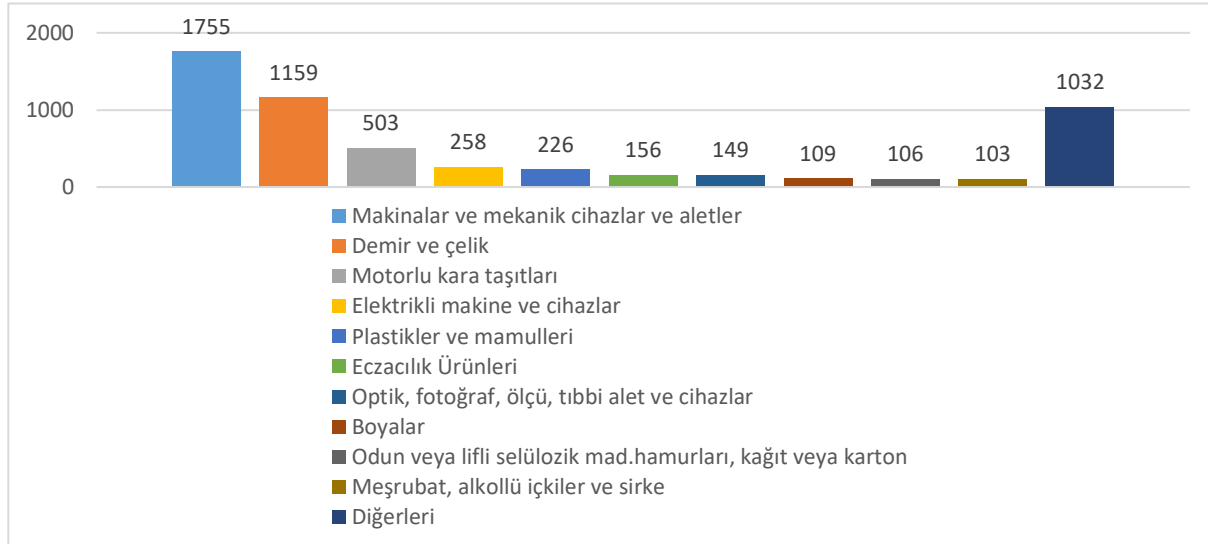 2000
1000
0
1755
1159
503
258
226
156
149
109
106
103
1032
Makinalar ve mekanik cihazlar ve aletler
Demir ve çelik
Motorlu kara taşıtları
Elektrikli makine ve cihazlar
Plastikler ve mamulleri
Eczacılık Ürünleri
Optik, fotoğraf, ölçü, tıbbi alet ve cihazlar
Boyalar
Odun veya lifli selülozik mad.hamurları, kağıt veya karton
Meşrubat, alkollü içkiler ve sirke
Diğerleri